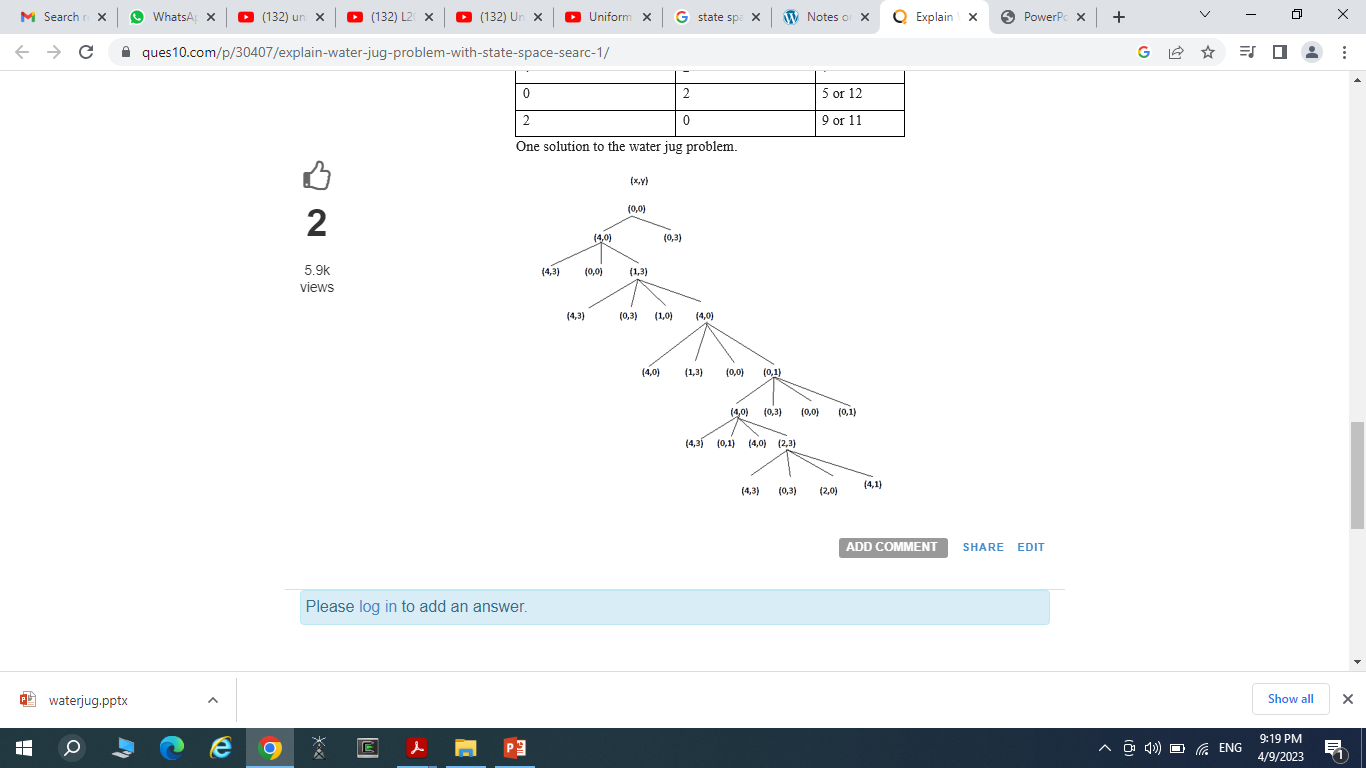 Search r
WhatsAp
(132) un
(132) L2
(132) Un
Uniform
state spa
Notes o
Explain
PowerPo
ques10.com/p/30407/explain-water-jug-problem-with-state-space-searc-1/
0 2 5 or 12
2 0 9 or 11
One solution to the water jug problem.
2
5.9k
views
(x,y)
(0,0)
(4,0) (0,3)
(4,3) (0,0) (1,3)
(4,3) (0,3) (1,0) (4,0)
(4,0) (1,3) (0,0) (0,1)
(4,0) (0,3) (0,0) (0,1)
(4,3) (0,1) (4,0) (2,3)
(4,3) (0,3) (2,0) (4,1)
ADD COMMENT SHARE EDIT
Please log in to add an answer.
waterjug.pptx
Show all
ENG
9:19 PM
4/9/2023
1